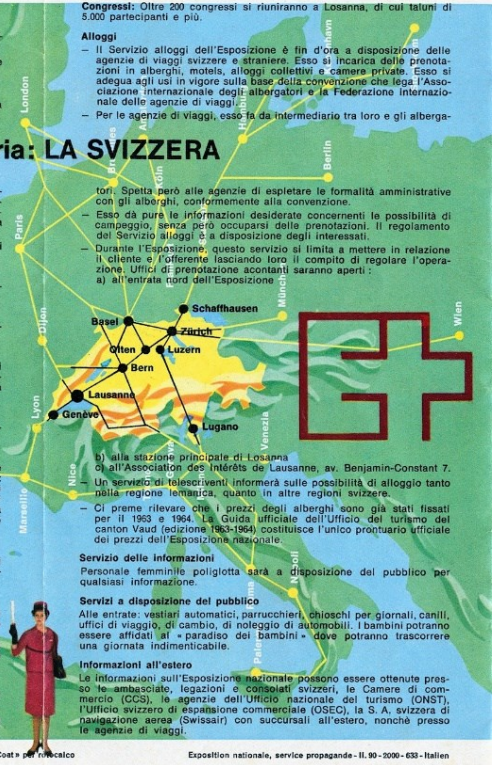 Congressi: Oltre 200 congressi si riuniranno a Losanna, di cui taluni di
5.000 partecipanti e più.
Alloggi
— Il Servizio alloggi dell'Esposizione è fin d'ora a disposizione delle
agenzie di viaggi svizzere e straniere. Esso si incarica delle prenota-
zioni in alberghi, motels, alloggi collettivi e camere private. Esso si
adegua agli usi in vigore sulla base della convenzione che lega l'Asso-
ciazione internazionale degli albergatori e la Federazione internazio-
nale delle agenzie di viaggi.
— Per le agenzie di viaggi, esso fa da intermediario tra loro e gli alberga-
ria: LA SVIZZERA
tori. Spetta però alle agenzie di espletare le formalità amministrative
con gli alberghi, conformemente alla convenzione.
— Esso dà pure le informazioni desiderate concernenti le possibilità di
campeggio, senza però occuparsi delle prenotazioni. Il regolamento
del Servizio alloggi è a disposizione degli interessati.
— Durante l'Esposizione, questo servizio si limita a mettere in relazione
il cliente e l'offerente lasciando loro il compito di regolare l'opera-
zione. Uffici di prenotazione acontanti saranno aperti :
a) all'entrata nord dell'Esposizione
London
Hamburg
Berlin
Köln
Paris
Dijon
München
Wien
Schaffhausen
Basel
Zürich
Olten
Luzern
Bern
Lausanne
Genève
Lugano
Lyon
Venezia
Nice
Marseille
Napoli
b) alla stazione principale di Losanna
c) all'Association des Intérêts de Lausanne, av. Benjamin-Constant 7.
— Un servizio di telescriventi informerà sulle possibilità di alloggio tanto
nella regione lemanica, quanto in altre regioni svizzere.
— Ci preme rilevare che i prezzi degli alberghi sono già stati fissati
per il 1963 e 1964. La Guida ufficiale dell'Ufficio del turismo del
canton Vaud (edizione 1963-1964) costituisce l'unico prontuario ufficiale
dei prezzi dell'Esposizione nazionale.
Servizio delle informazioni
Personale femminile poliglotta sarà a disposizione del pubblico per
qualsiasi informazione.
Servizi a disposizione del pubblico
Alle entrate: vestiari automatici, parrucchieri, chioschi per giornali, canili,
uffici di viaggio, di cambio, di noleggio di automobili. I bambini potranno
essere affidati al « paradiso dei bambini » dove potranno trascorrere
una giornata indimenticabile.
Informazioni all'estero
Le informazioni sull'Esposizione nazionale possono essere ottenute pres-
so le ambasciate, legazioni e consolati svizzeri, le Camere di com-
mercio (CCS), le agenzie dell'Ufficio nazionale del turismo (ONST),
l'Ufficio svizzero di espansione commerciale (OSEC), la S. A. svizzera di
navigazione aerea (Swissair) con succursali all'estero, nonchè presso
le agenzie di viaggi.
Coat » per rotocalco
Exposition nationale, service propagande - II. 90 - 2000 - 633 - Italien